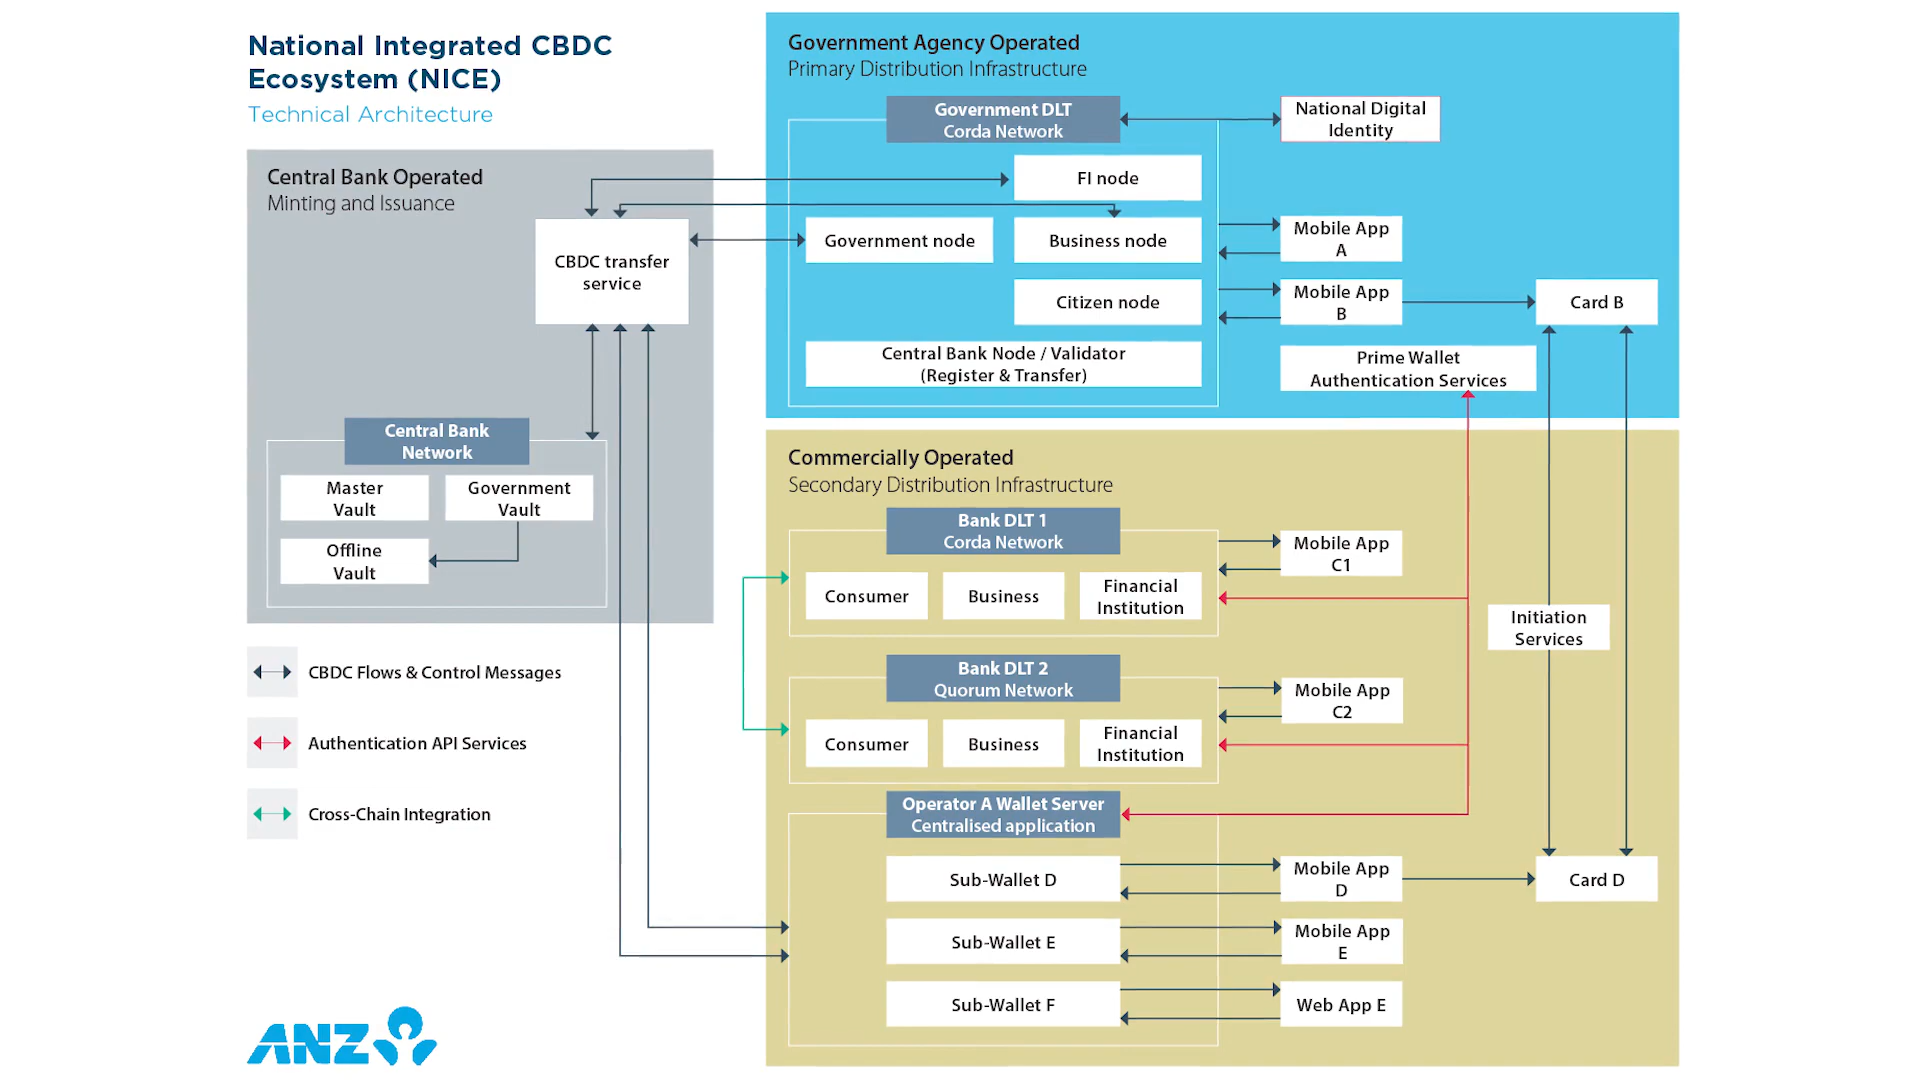 National Integrated CBDC
Ecosystem (NICE)
Technical Architecture
Central Bank Operated
Minting and Issuance
CBDC transfer
service
Central Bank
Network
Master
Vault
Government
Vault
Offline
Vault
CBDC Flows & Control Messages
Authentication API Services
Cross-Chain Integration
ANZ
Government Agency Operated
Primary Distribution Infrastructure
Government DLT
Corda Network
National Digital
Identity
FI node
Government node
Business node
Citizen node
Central Bank Node / Validator
(Register & Transfer)
Mobile App
A
Mobile App
B
Card B
Prime Wallet
Authentication Services
Commercially Operated
Secondary Distribution Infrastructure
Bank DLT 1
Corda Network
Consumer
Business
Financial
Institution
Mobile App
C1
Initiation
Services
Bank DLT 2
Quorum Network
Consumer
Business
Financial
Institution
Mobile App
C2
Operator A Wallet Server
Centralised application
Sub-Wallet D
Mobile App
D
Card D
Sub-Wallet E
Mobile App
E
Sub-Wallet F
Web App E